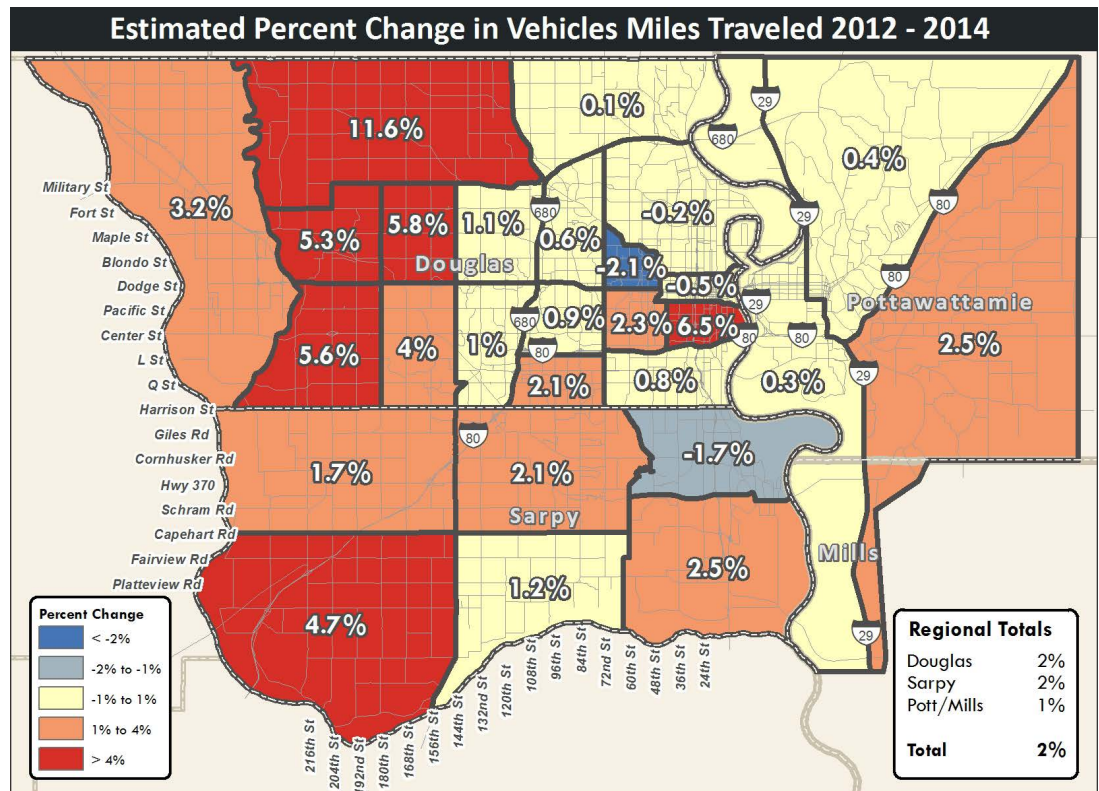 Estimated Percent Change in Vehicles Miles Traveled 2012 - 2014
0.1%
29
11.6%
680
0.4%
Military St
3.2%
80
Fort St
680
-0.2%
29
5.3%
5.8%
1.1%
0.6%
Maple St
Blondo St
Douglas
-2.1%
80
Dodge St
-0.5%
29
Pottawattamie
Pacific St
680
0.9%
2.3%
6.5%
80
80
Center St
5.6%
4%
1%
80
2.5%
L St
2.1%
0.8%
0.3%
29
Q St
Harrison St
Giles Rd
80
Cornhusker Rd
1.7%
2.1%
-1.7%
Hwy 370
Schram Rd
Sarpy
Capehart Rd
Mills
Fairview Rd
2.5%
Platteview Rd
1.2%
4.7%
29
216th St
204th St
192nd St
180th St
168th St
156th St
144th St
132nd St
120th St
108th St
96th St
84th St
72nd St
60th St
48th St
36th St
24th St
Percent Change
< -2%
-2% to -1%
-1% to 1%
1% to 4%
> 4%
Regional Totals
Douglas 2%
Sarpy 2%
Pott/Mills 1%
Total 2%